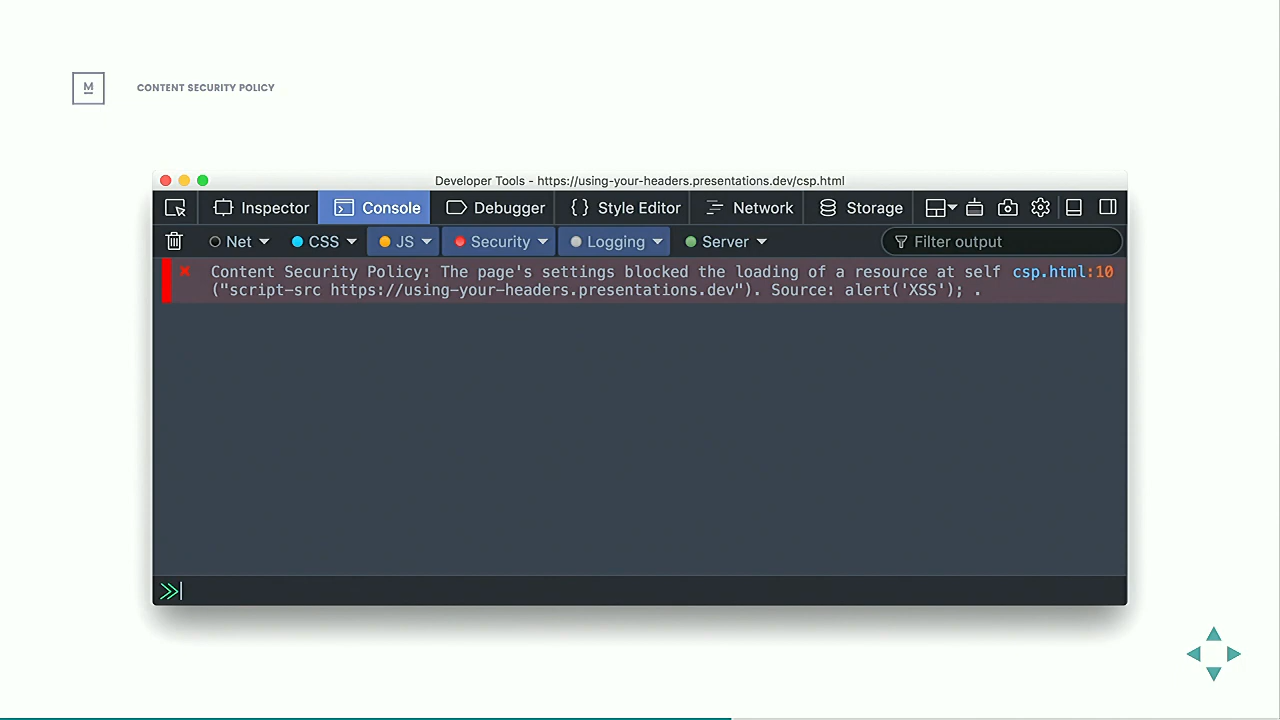 M
CONTENT SECURITY POLICY
Developer Tools - https://using-your-headers.presentations.dev/csp.html
Inspector Console Debugger { } Style Editor Network Storage
Net CSS JS Security Logging Server Filter output
Content Security Policy: The page's settings blocked the loading of a resource at self csp.html:10
("script-src https://using-your-headers.presentations.dev"). Source: alert('XSS'); .